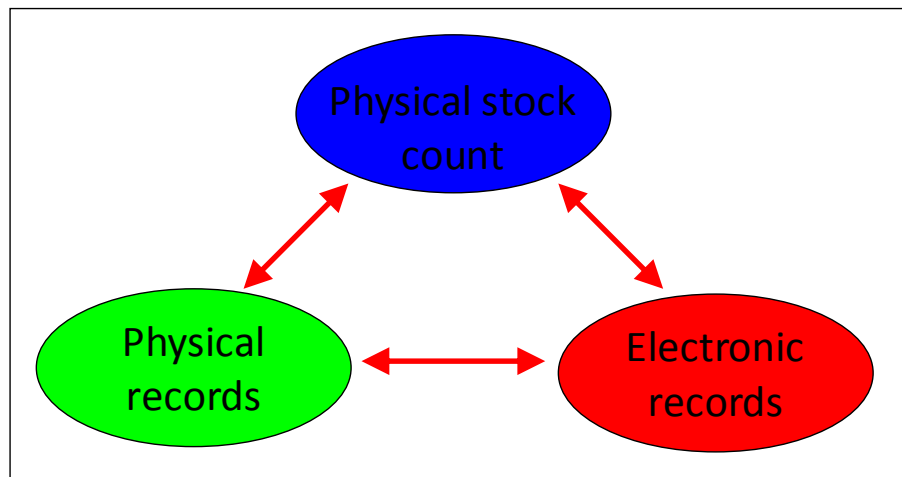 Physical stock
count
Physical
records
Electronic
records